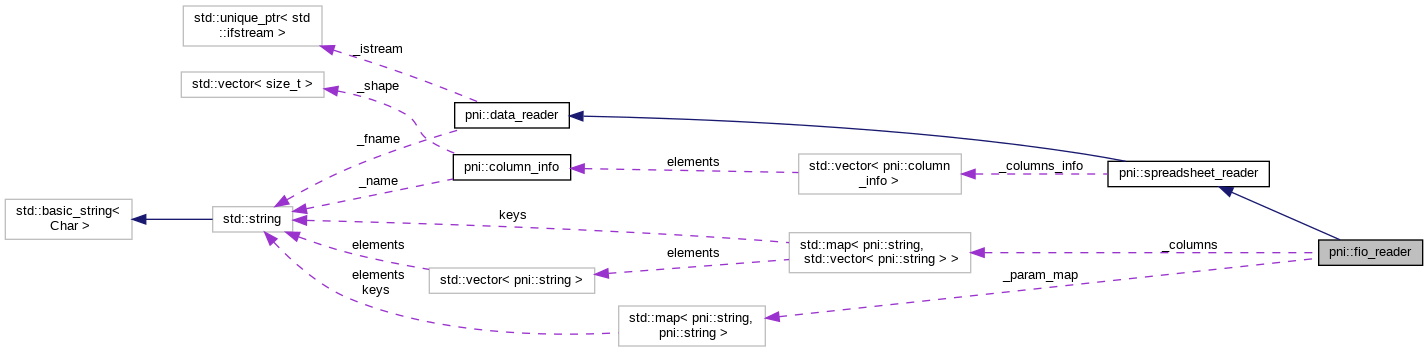 std::unique_ptr< std
::ifstream >
_istream
std::vector< size_t >
_shape
pni::data_reader
_fname
pni::column_info
elements
std::vector< pni::column
_info >
_columns_info
pni::spreadsheet_reader
_name
std::basic_string<
Char >
std::string
keys
elements
std::map< pni::string,
std::vector< pni::string > >
_columns
pni::fio_reader
elements
std::vector< pni::string >
elements
keys
_param_map
std::map< pni::string,
pni::string >